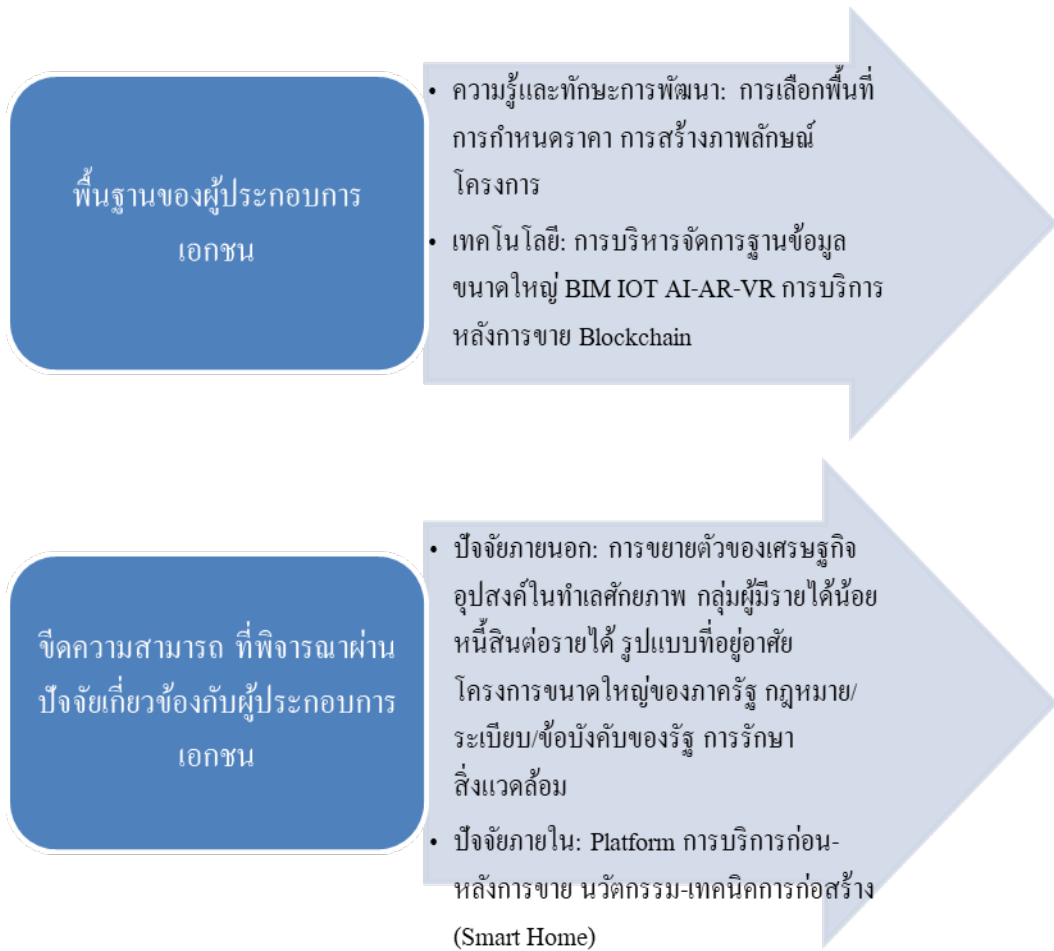 พื้นฐานของผู้ประกอบการ
เอกชน
• ความรู้และทักษะการพัฒนา: การเลือกพื้นที่
การกำหนดราคา การสร้างภาพลักษณ์
โครงการ
• เทคโนโลยี: การบริหารจัดการฐานข้อมูล
ขนาดใหญ่ BIM IOT AI-AR-VR การบริการ
หลังการขาย Blockchain
ขีดความสามารถ ที่พิจารณาผ่าน
ปัจจัยเกี่ยวข้องกับผู้ประกอบการ
เอกชน
• ปัจจัยภายนอก: การขยายตัวของเศรษฐกิจ
อุปสงค์ในทำเลศักยภาพ กลุ่มผู้มีรายได้น้อย
หนี้สินต่อรายได้ รูปแบบที่อยู่อาศัย
โครงการขนาดใหญ่ของภาครัฐ กฎหมาย/
ระเบียบ/ข้อบังคับของรัฐ การรักษา
สิ่งแวดล้อม
• ปัจจัยภายใน: Platform การบริการก่อน-
หลังการขาย นวัตกรรม-เทคนิคการก่อสร้าง
(Smart Home)